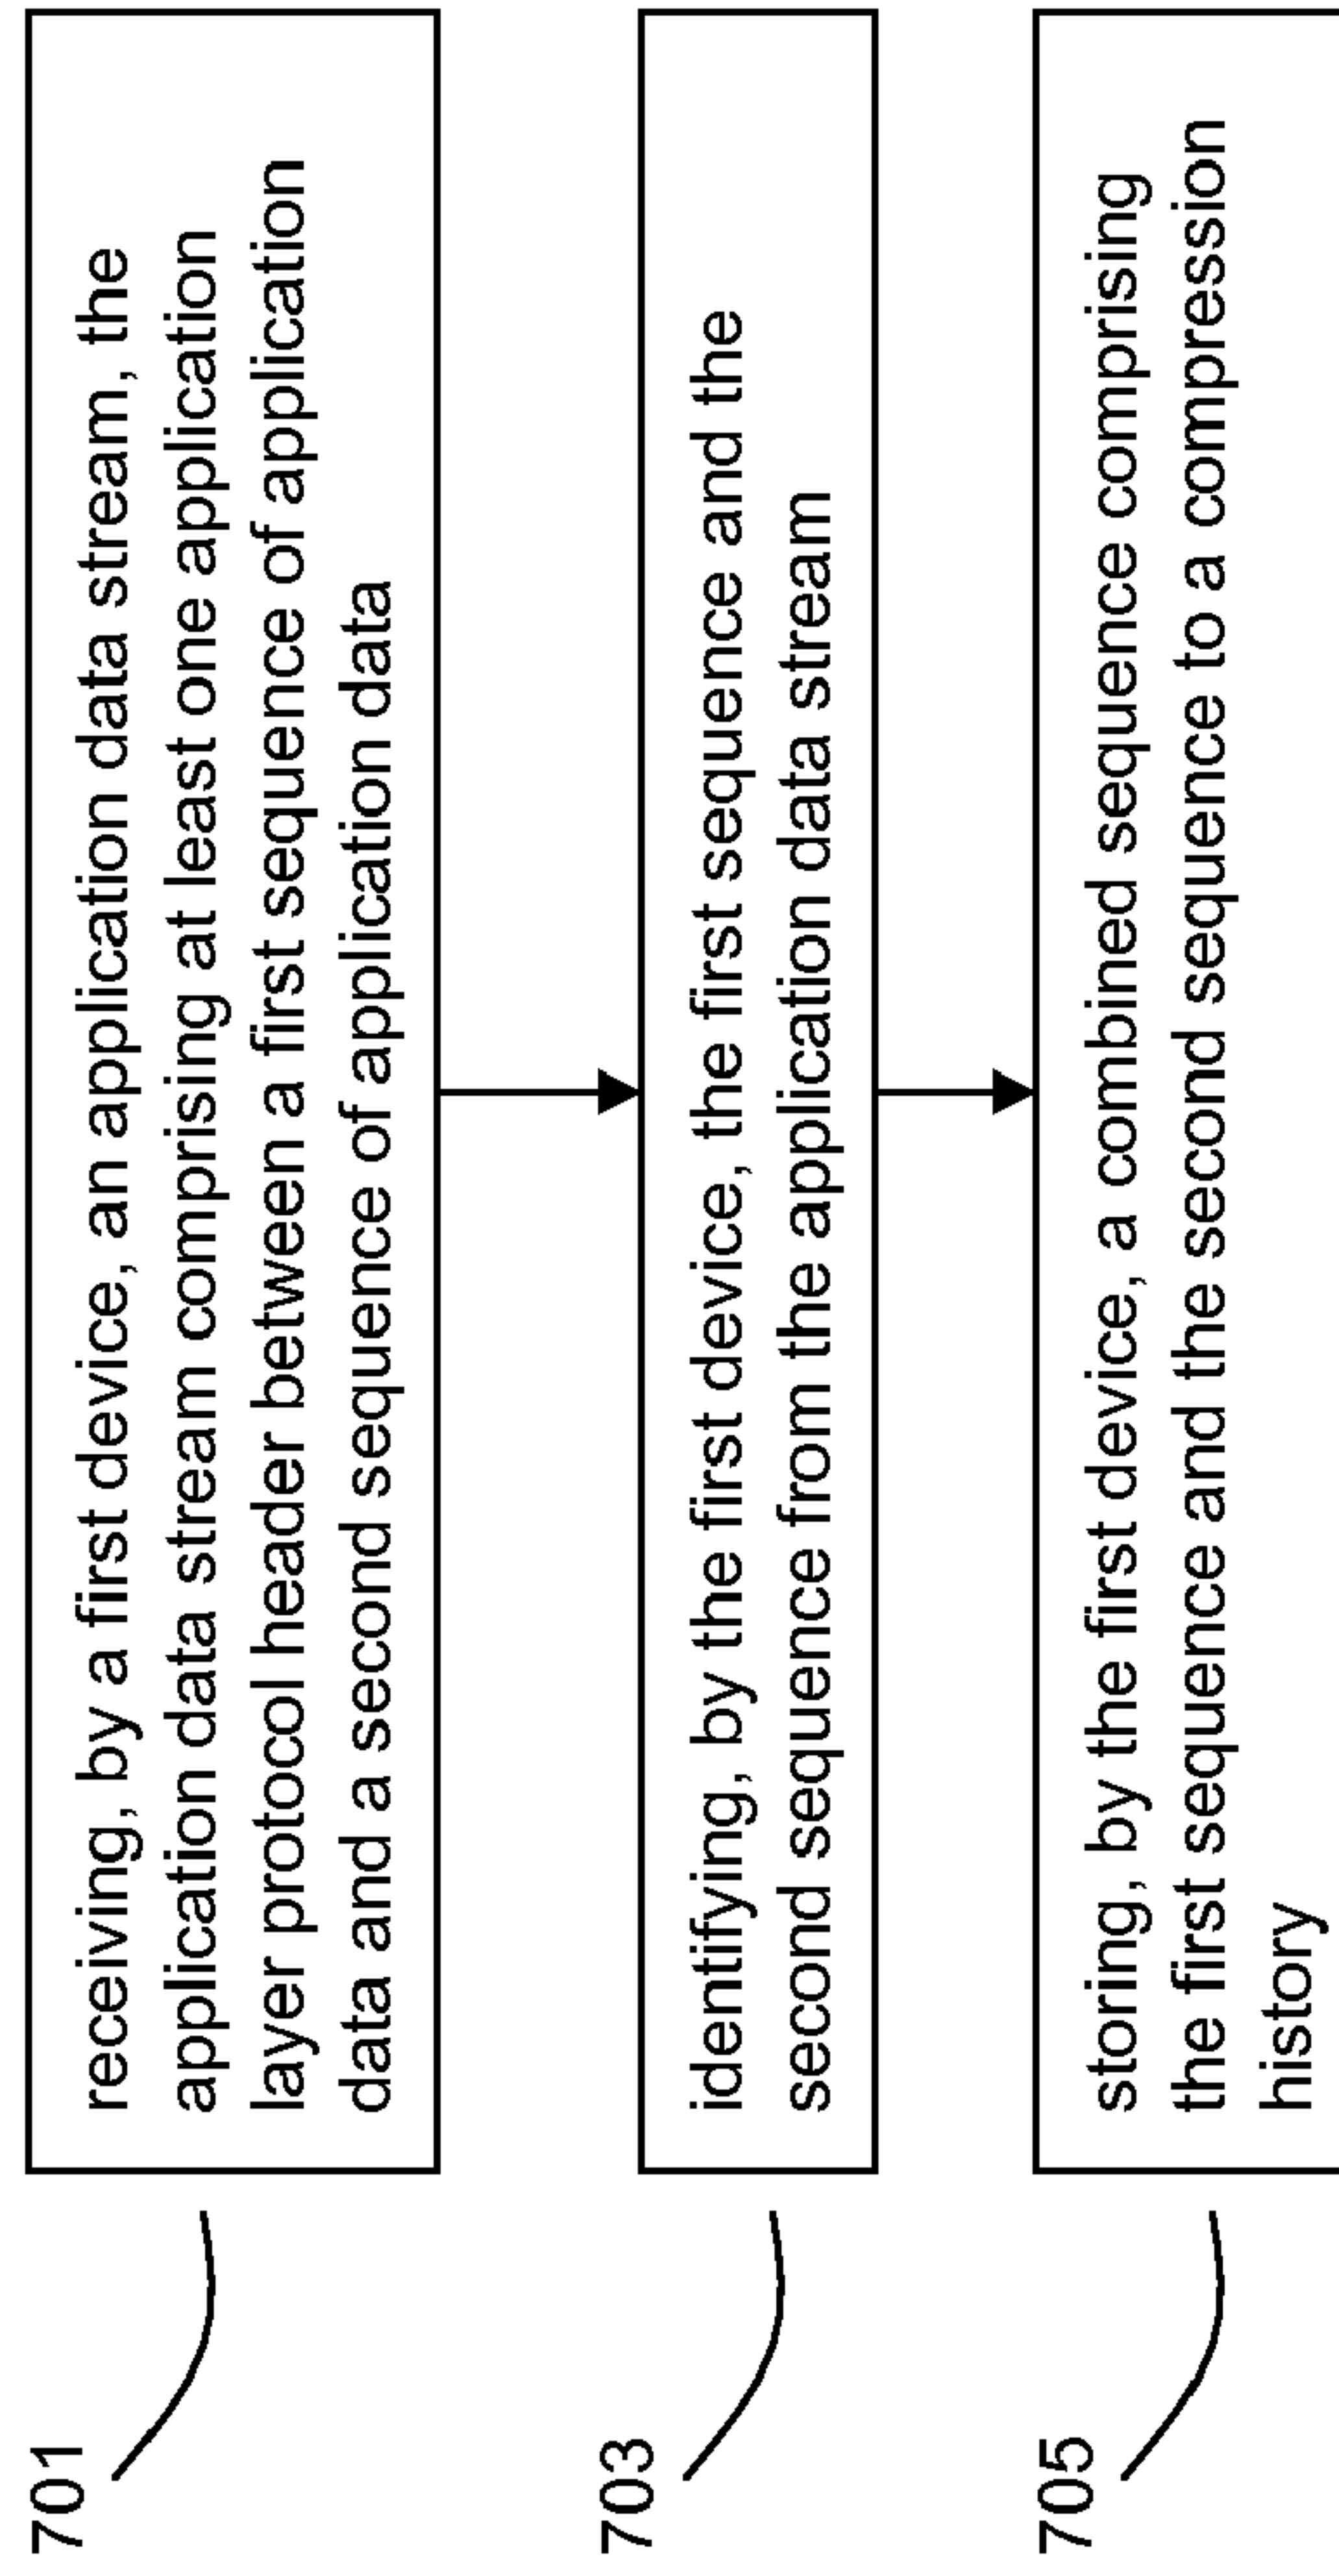 701
receiving, by a first device, an application data stream, the
application data stream comprising at least one application
layer protocol header between a first sequence of application
data and a second sequence of application data
703
identifying, by the first device, the first sequence and the
second sequence from the application data stream
705
storing, by the first device, a combined sequence comprising
the first sequence and the second sequence to a compression
history